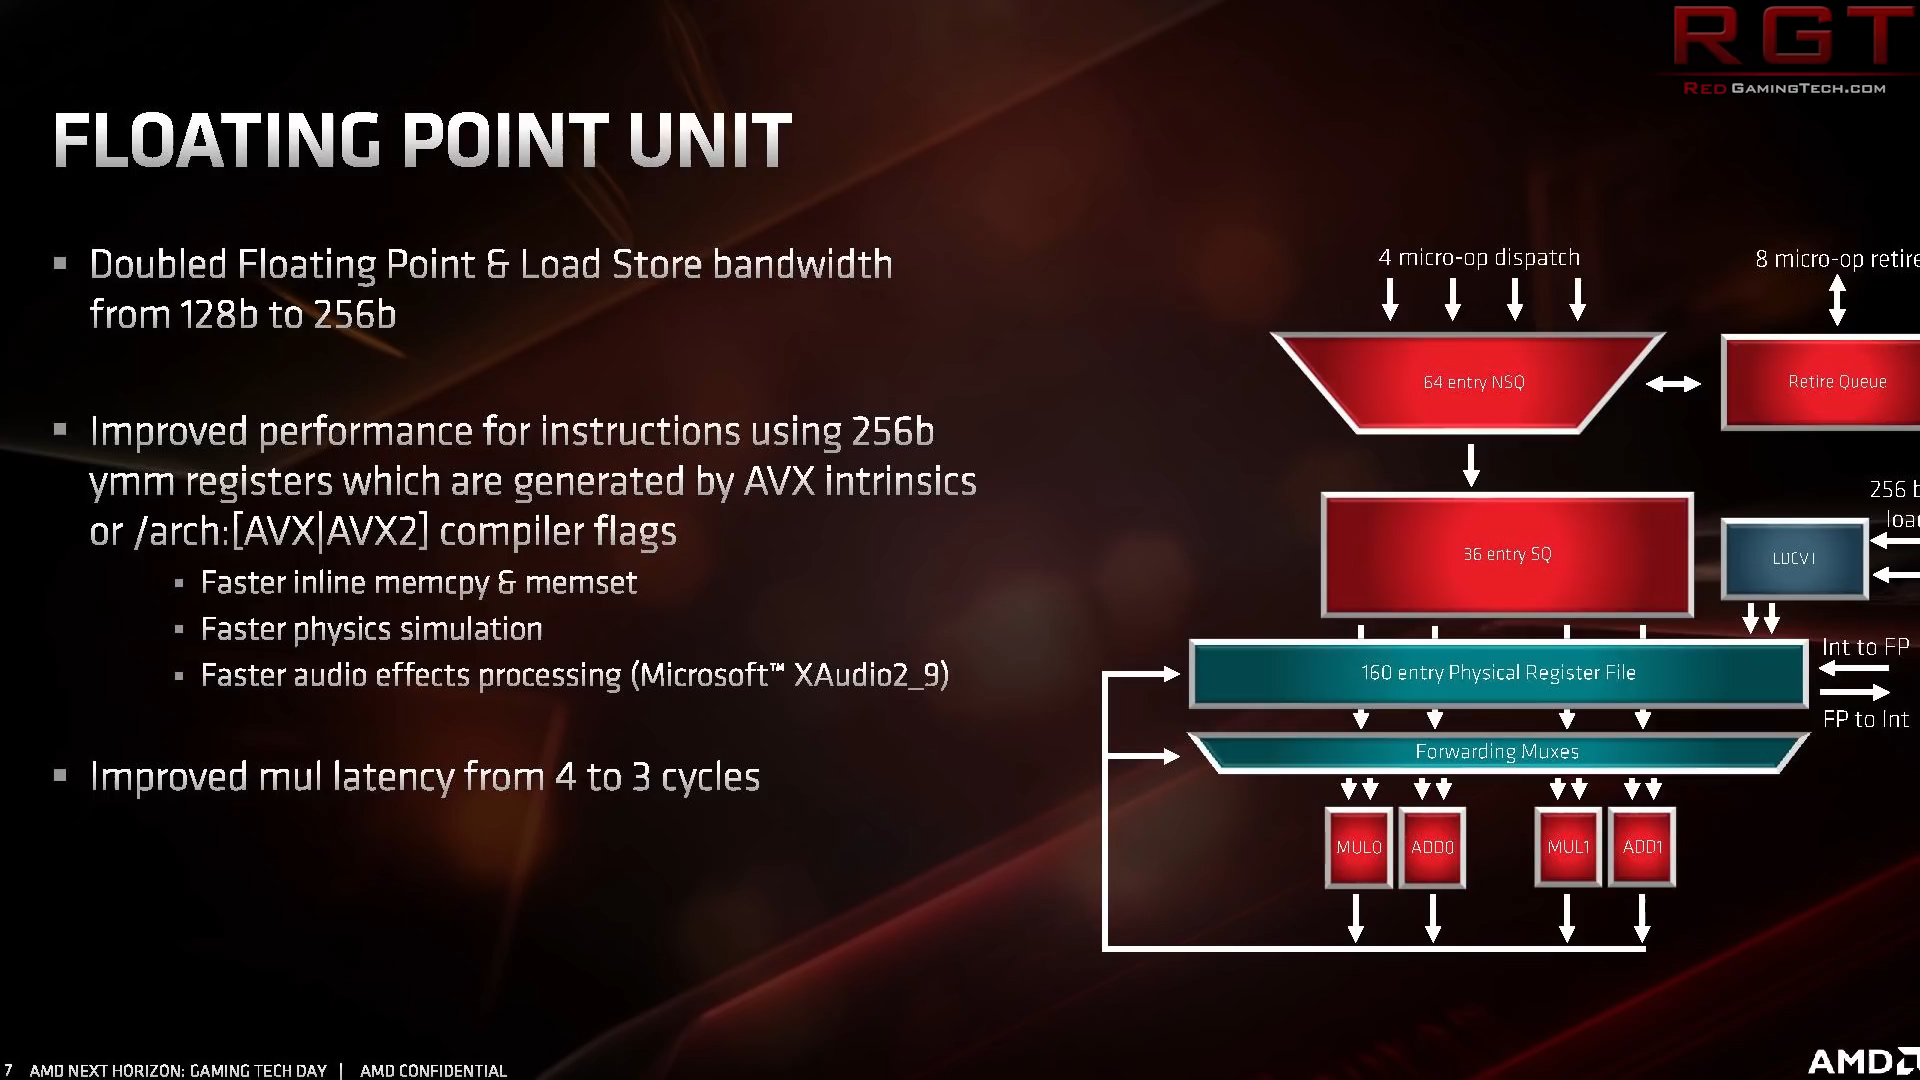 RGT
RedGamingTech.com
FLOATING POINT UNIT
▪ Doubled Floating Point & Load Store bandwidth
from 128b to 256b
▪ Improved performance for instructions using 256b
ymm registers which are generated by AVX intrinsics
or /arch:[AVX|AVX2] compiler flags
▪ Faster inline memcpy & memset
▪ Faster physics simulation
▪ Faster audio effects processing (Microsoft™ XAudio2_9)
▪ Improved mul latency from 4 to 3 cycles
4 micro-op dispatch
8 micro-op retire
64 entry NSQ
Retire Queue
256 b
loa
36 entry SQ
LDCVT
Int to FP
160 entry Physical Register File
FP to Int
Forwarding Muxes
MUL0
ADD0
MUL1
ADD1
7 AMD NEXT HORIZON: GAMING TECH DAY | AMD CONFIDENTIAL
AMD